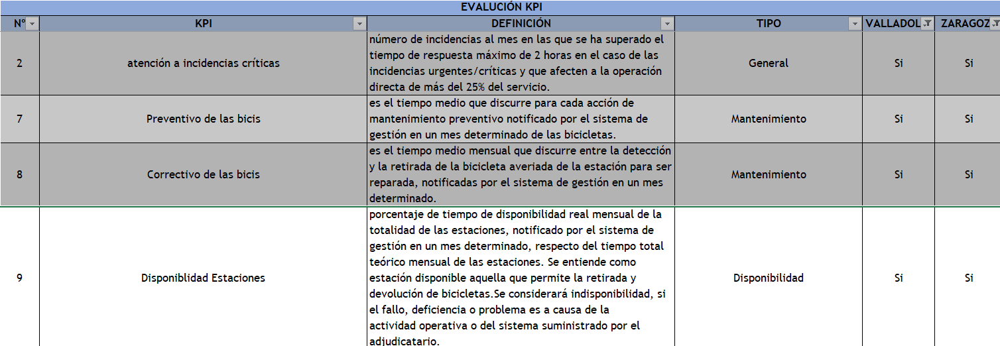 EVALUCIÓN KPI
Nº KPI DEFINICIÓN TIPO VALLADOL ZARAGOZ
2 atención a incidencias críticas
número de incidencias al mes en las que se ha superado el
tiempo de respuesta máximo de 2 horas en el caso de las
incidencias urgentes/críticas y que afecten a la operación
directa de más del 25% del servicio.
General Si Si
7 Preventivo de las bicis
es el tiempo medio que discurre para cada acción de
mantenimiento preventivo notificado por el sistema de
gestión en un mes determinado de las bicicletas.
Mantenimiento Si Si
8 Correctivo de las bicis
es el tiempo medio mensual que discurre entre la detección
y la retirada de la bicicleta averiada de la estación para ser
reparada, notificadas por el sistema de gestión en un mes
determinado.
Mantenimiento Si Si
9 Disponiblidad Estaciones
porcentaje de tiempo de disponibilidad real mensual de la
totalidad de las estaciones, notificado por el sistema de
gestión en un mes determinado, respecto del tiempo total
teórico mensual de las estaciones. Se entiende como
estación disponible aquella que permite la retirada y
devolución de bicicletas.Se considerará indisponibilidad, si
el fallo, deficiencia o problema es a causa de la
actividad operativa o del sistema suministrado por el
adjudicatario.
Disponibilidad Si Si